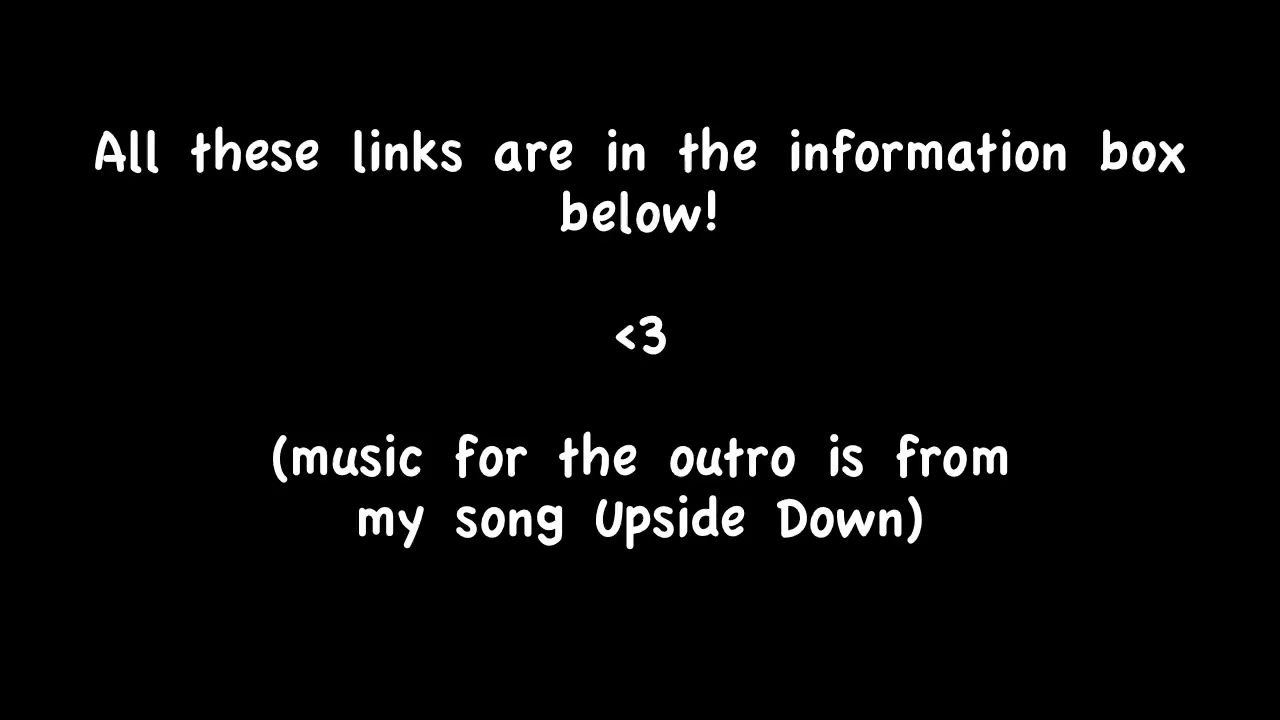 All these links are in the information box
below!
<3
(music for the outro is from
my song Upside Down)